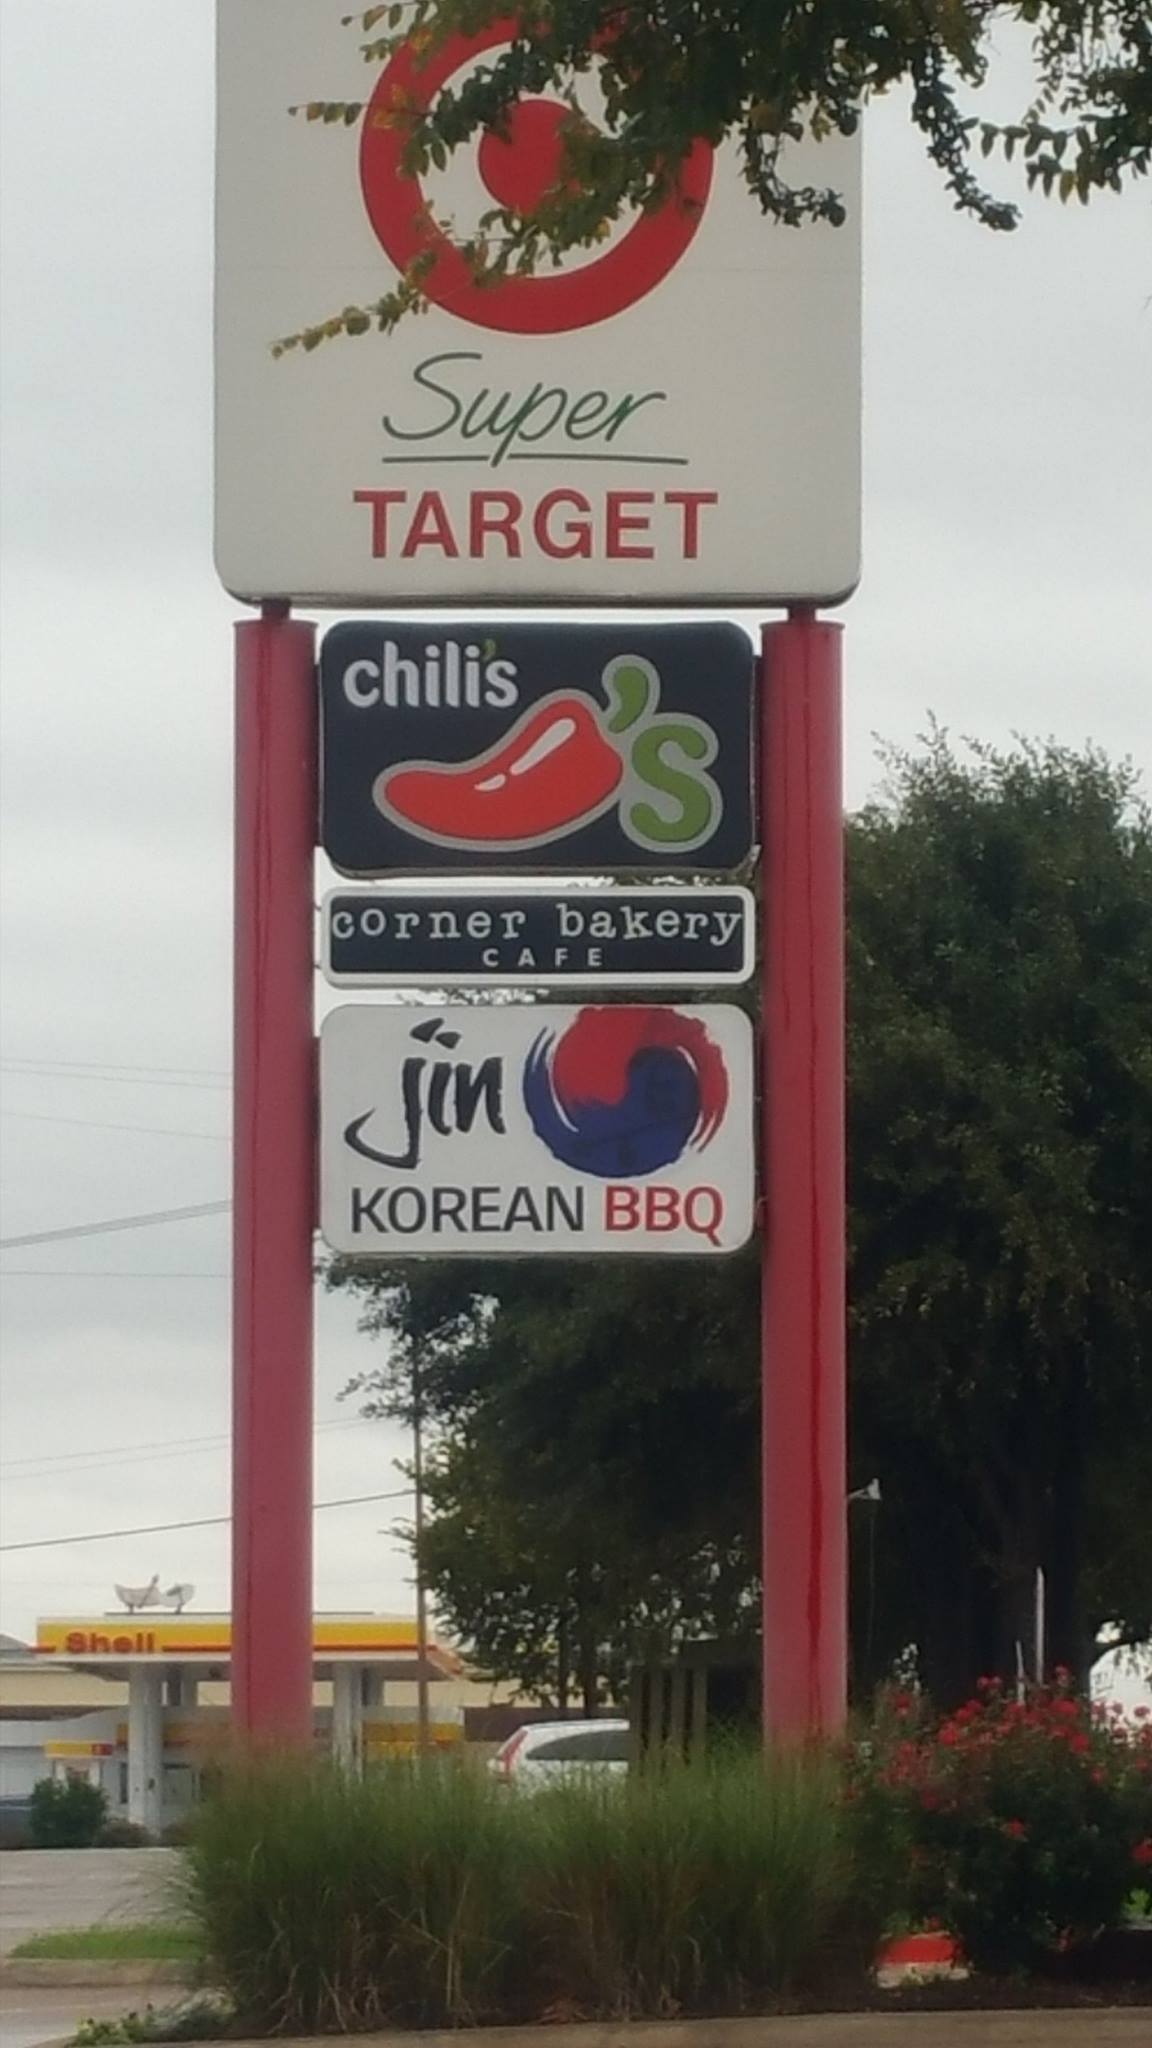 Super
TARGET
chili's
's
corner bakery
CAFE
jin
KOREAN BBQ
Shell